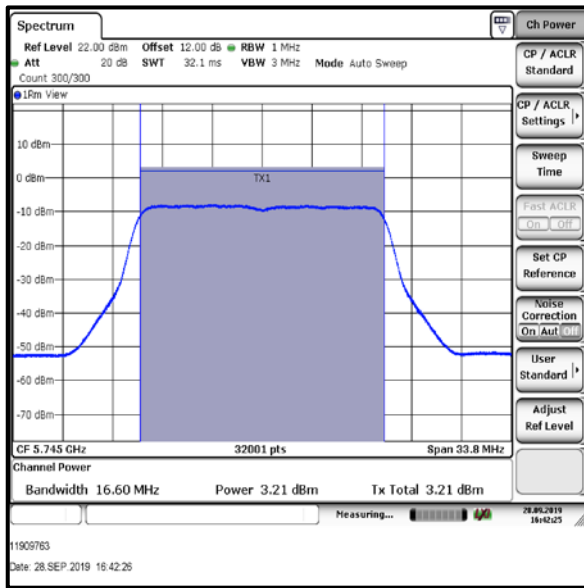 Spectrum
Ref Level 22.00 dBm Offset 12.00 dB RBW 1 MHz
Att 20 dB SWT 32.1 ms VBW 3 MHz Mode Auto Sweep
Count 300/300
1Rm View
10 dBm
0 dBm
TX1
-10 dBm
-20 dBm
-30 dBm
-40 dBm
-50 dBm
-60 dBm
-70 dBm
CF 5.745 GHz 32001 pts Span 33.8 MHz
Channel Power
Bandwidth 16.60 MHz Power 3.21 dBm Tx Total 3.21 dBm
Measuring...
28.09.2019
16:42:25
Ch Power
CP / ACLR
Standard
CP / ACLR
Settings
Sweep
Time
Fast ACLR
On Off
Set CP
Reference
Noise
Correction
On Aut Off
User
Standard
Adjust
Ref Level
11909763
Date: 28.SEP.2019 16:42:26